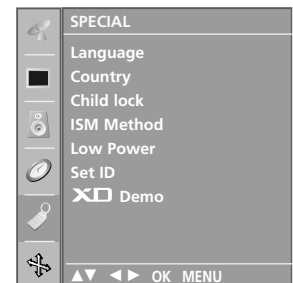 SPECIAL
Language
Country
Child lock
ISM Method
Low Power
Set ID
XD Demo
▲▼ ◄► OK MENU